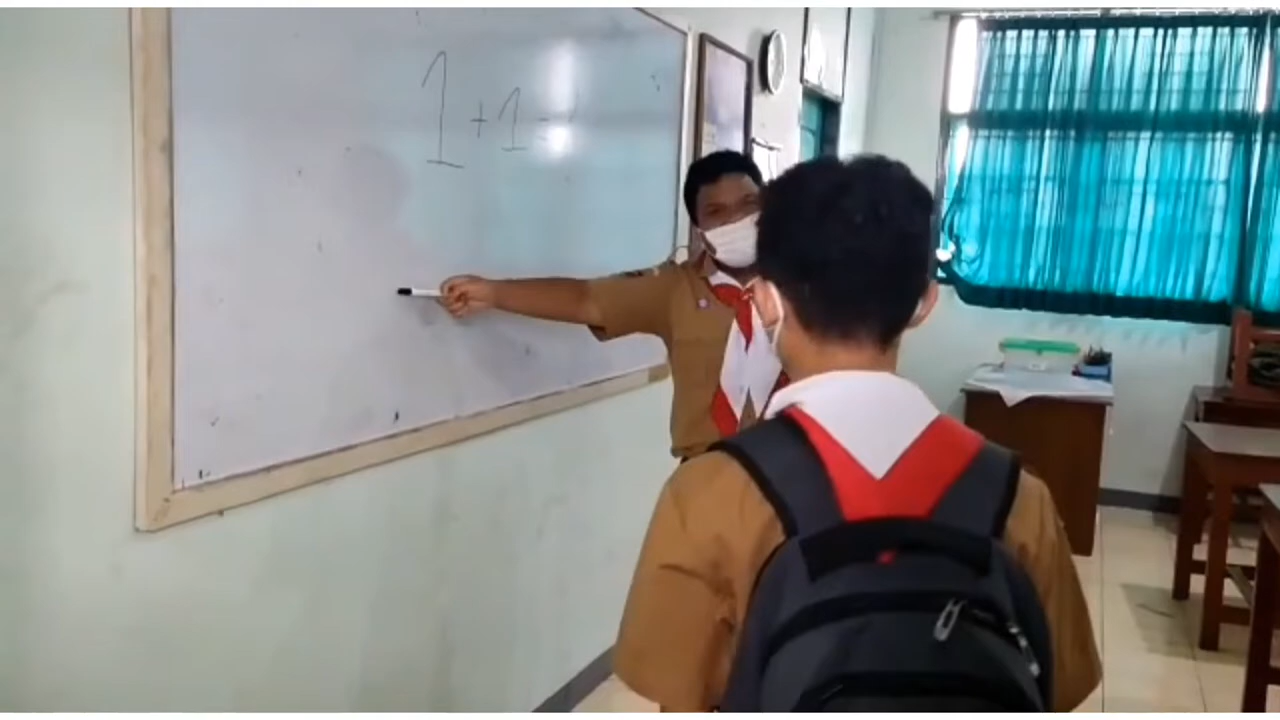 1 + 1 =